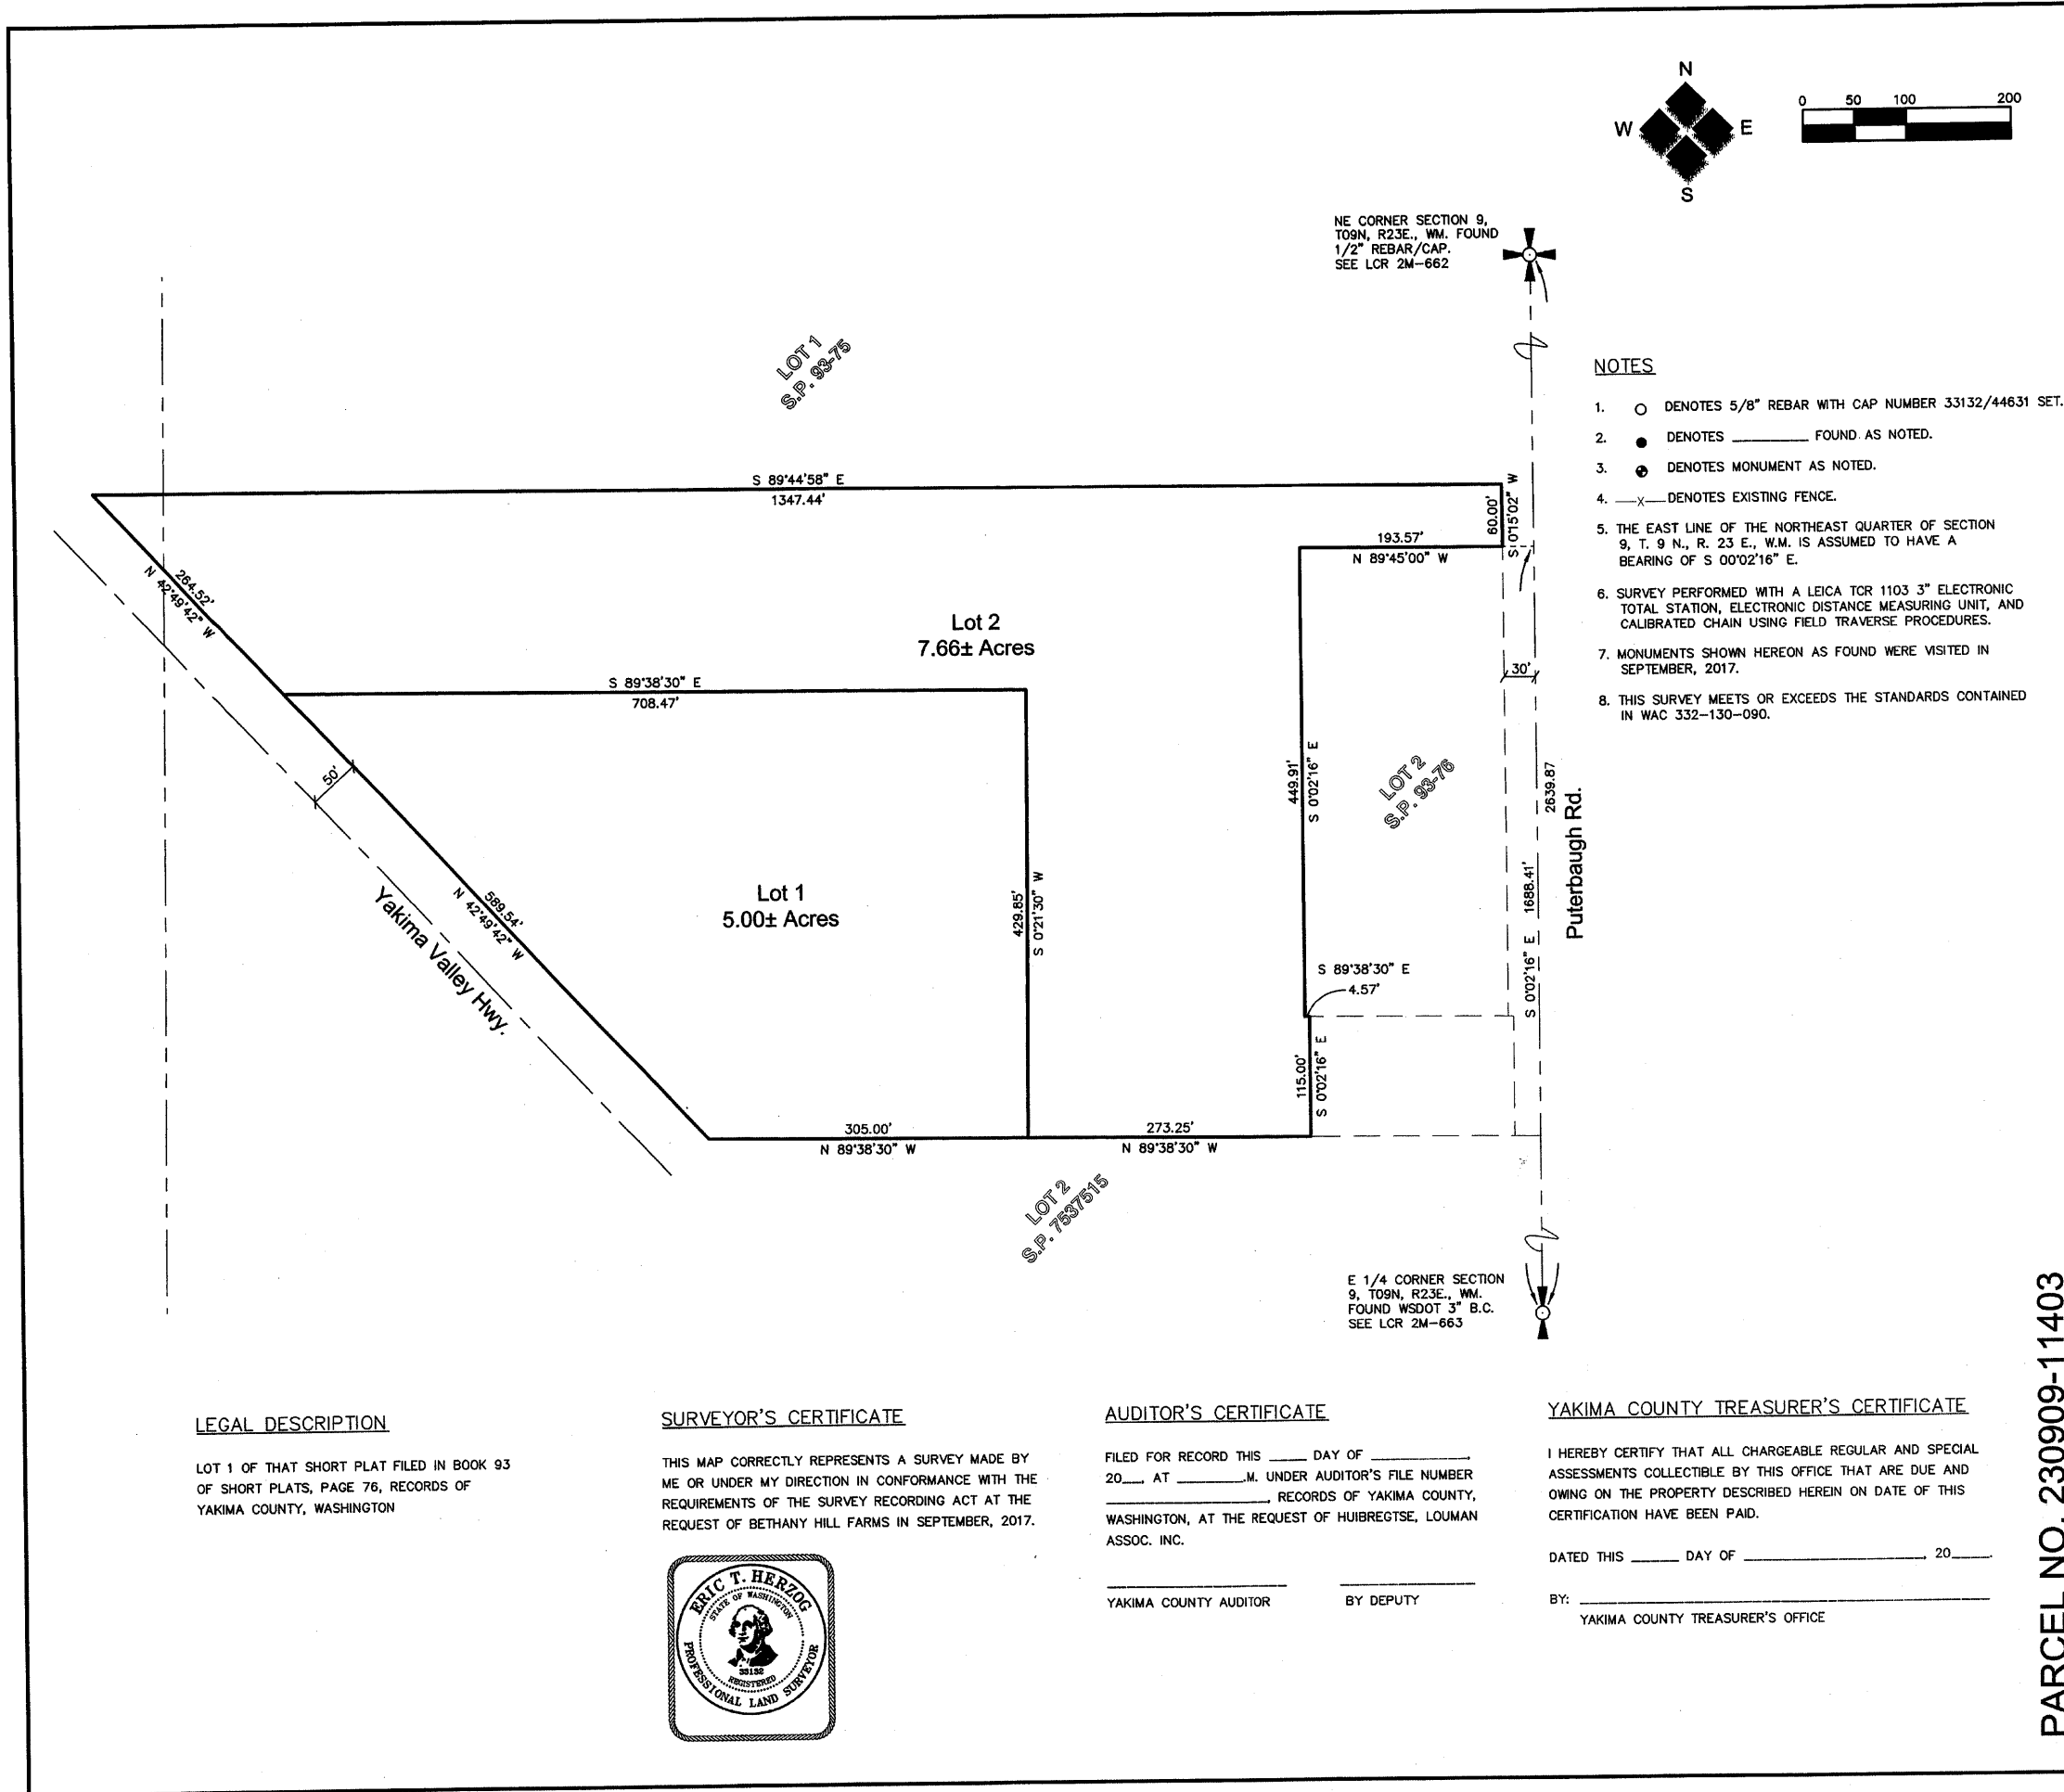 N
W
E
S
0 50 100 200
NE CORNER SECTION 9,
T09N, R23E., WM. FOUND
1/2" REBAR/CAP.
SEE LCR 2M-662
LOT 1
S.P. 93-75
NOTES
1. DENOTES 5/8" REBAR WITH CAP NUMBER 33132/44631 SET.
2. DENOTES __________ FOUND AS NOTED.
3. DENOTES MONUMENT AS NOTED.
4. —X— DENOTES EXISTING FENCE.
5. THE EAST LINE OF THE NORTHEAST QUARTER OF SECTION
9, T. 9 N., R. 23 E., W.M. IS ASSUMED TO HAVE A
BEARING OF S 00°02'16" E.
6. SURVEY PERFORMED WITH A LEICA TCR 1103 3" ELECTRONIC
TOTAL STATION, ELECTRONIC DISTANCE MEASURING UNIT, AND
CALIBRATED CHAIN USING FIELD TRAVERSE PROCEDURES.
7. MONUMENTS SHOWN HEREON AS FOUND WERE VISITED IN
SEPTEMBER, 2017.
8. THIS SURVEY MEETS OR EXCEEDS THE STANDARDS CONTAINED
IN WAC 332-130-090.
S 89°44'58" E
1347.44'
60.00'
S 0°15'02" W
193.57'
N 89°45'00" W
264.52'
N 42°49'42" W
Lot 2
7.66± Acres
30'
S 89°38'30" E
708.47'
50'
449.91'
S 0°02'16" E
LOT 2
S.P. 93-76
2639.87
Puterbaugh Rd.
S 0°02'16" E 1688.41'
589.54'
N 42°49'42" W
Yakima Valley Hwy.
Lot 1
5.00± Acres
429.85'
S 0°21'30" W
S 89°38'30" E
4.57'
115.00'
S 0°02'16" E
305.00'
N 89°38'30" W
273.25'
N 89°38'30" W
LOT 2
S.P. 7537515
E 1/4 CORNER SECTION
9, T09N, R23E., WM.
FOUND WSDOT 3" B.C.
SEE LCR 2M-663
LEGAL DESCRIPTION
LOT 1 OF THAT SHORT PLAT FILED IN BOOK 93
OF SHORT PLATS, PAGE 76, RECORDS OF
YAKIMA COUNTY, WASHINGTON
SURVEYOR'S CERTIFICATE
THIS MAP CORRECTLY REPRESENTS A SURVEY MADE BY
ME OR UNDER MY DIRECTION IN CONFORMANCE WITH THE
REQUIREMENTS OF THE SURVEY RECORDING ACT AT THE
REQUEST OF BETHANY HILL FARMS IN SEPTEMBER, 2017.
ERIC T. HERZOG
STATE OF WASHINGTON
33132
REGISTERED
PROFESSIONAL LAND SURVEYOR
AUDITOR'S CERTIFICATE
FILED FOR RECORD THIS _____ DAY OF _____________,
20___, AT _________.M. UNDER AUDITOR'S FILE NUMBER
_____________________, RECORDS OF YAKIMA COUNTY,
WASHINGTON, AT THE REQUEST OF HUIBREGTSE, LOUMAN
ASSOC. INC.
YAKIMA COUNTY AUDITOR
BY DEPUTY
YAKIMA COUNTY TREASURER'S CERTIFICATE
I HEREBY CERTIFY THAT ALL CHARGEABLE REGULAR AND SPECIAL
ASSESSMENTS COLLECTIBLE BY THIS OFFICE THAT ARE DUE AND
OWING ON THE PROPERTY DESCRIBED HEREIN ON DATE OF THIS
CERTIFICATION HAVE BEEN PAID.
DATED THIS ______ DAY OF _______________________, 20_____.
BY: ______________________________
YAKIMA COUNTY TREASURER'S OFFICE
PARCEL NO. 230909-11403